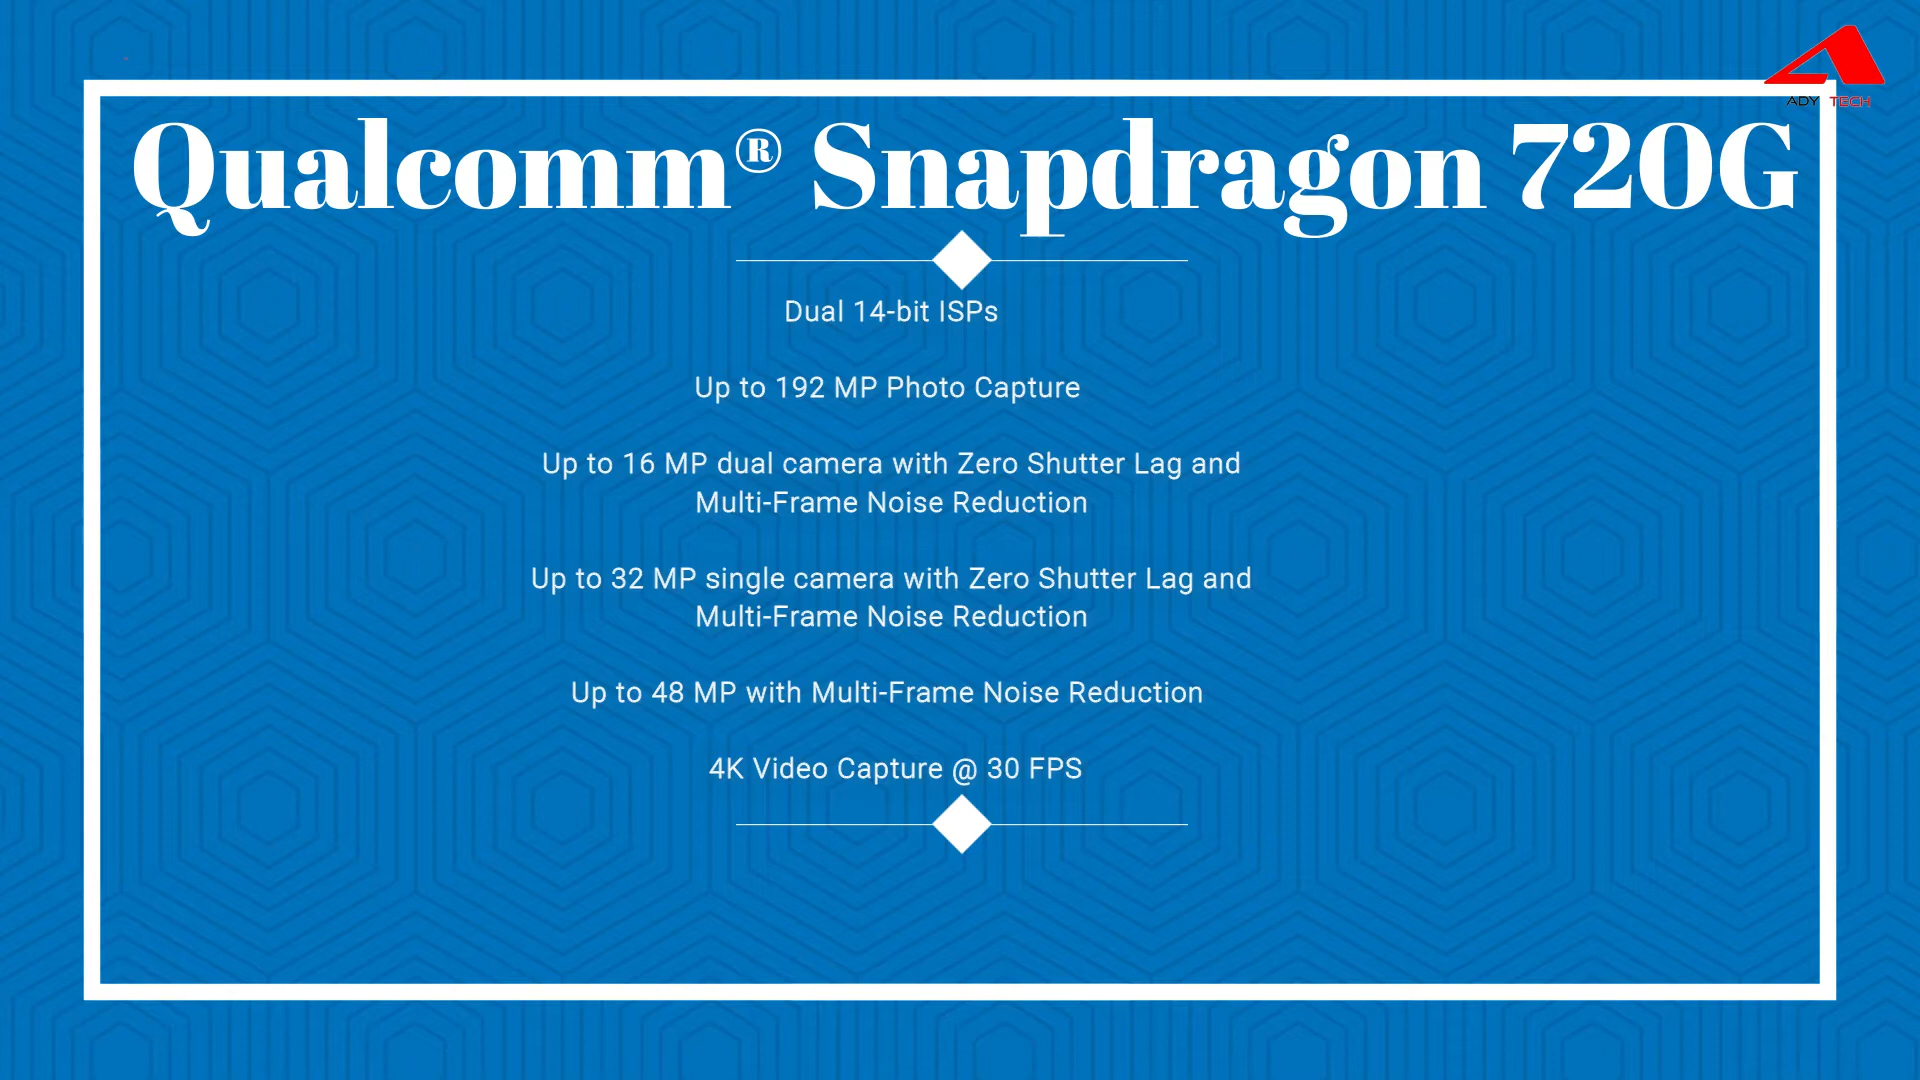 ADY TECH
Qualcomm® Snapdragon 720G
Dual 14-bit ISPs
Up to 192 MP Photo Capture
Up to 16 MP dual camera with Zero Shutter Lag and
Multi-Frame Noise Reduction
Up to 32 MP single camera with Zero Shutter Lag and
Multi-Frame Noise Reduction
Up to 48 MP with Multi-Frame Noise Reduction
4K Video Capture @ 30 FPS